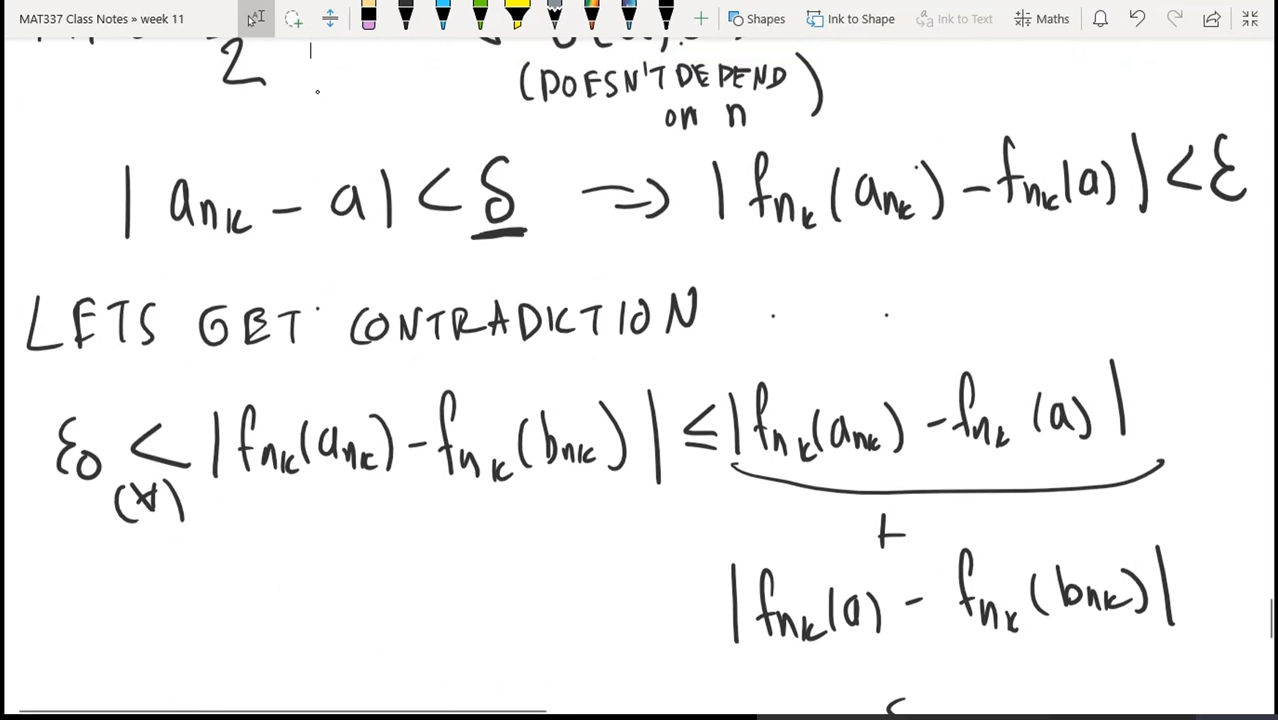 MAT337 Class Notes » week 11
Shapes
Ink to Shape
Ink to Text
Maths
2
(DOESN'T DEPEND
on n)
|a_{n_k} - a| < δ ⇒ |f_{n_k}(a_{n_k}) - f_{n_k}(a)| < ε
LETS GET CONTRADICTION
ε_0 < |f_{n_k}(a_{n_k}) - f_{n_k}(b_{n_k})| ≤ |f_{n_k}(a_{n_k}) - f_{n_k}(a)|
(∗)
+
|f_{n_k}(a) - f_{n_k}(b_{n_k})|